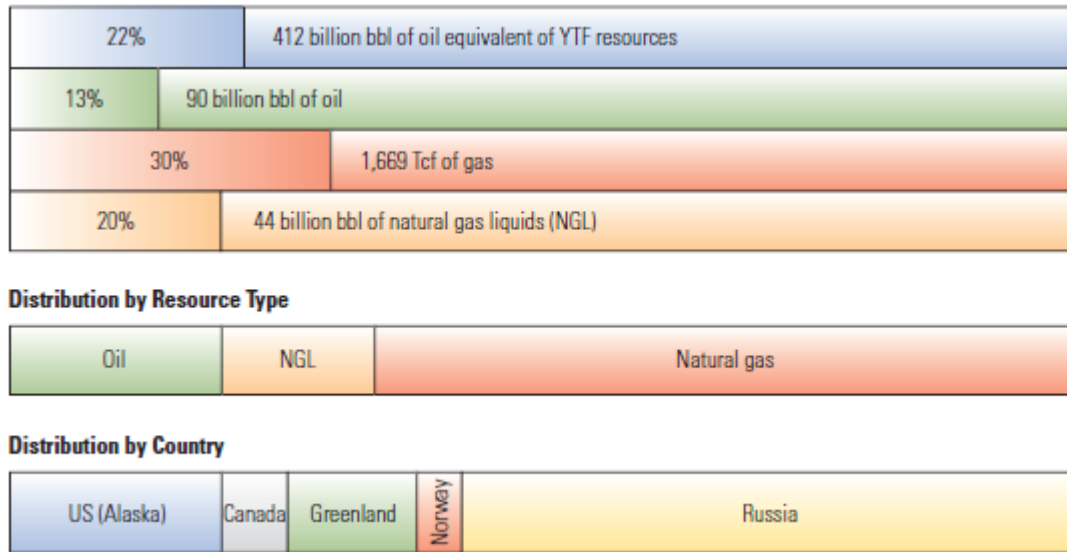 22% 412 billion bbl of oil equivalent of YTF resources
13% 90 billion bbl of oil
30% 1,669 Tcf of gas
20% 44 billion bbl of natural gas liquids (NGL)
Distribution by Resource Type
Oil NGL Natural gas
Distribution by Country
US (Alaska) Canada Greenland Norway Russia